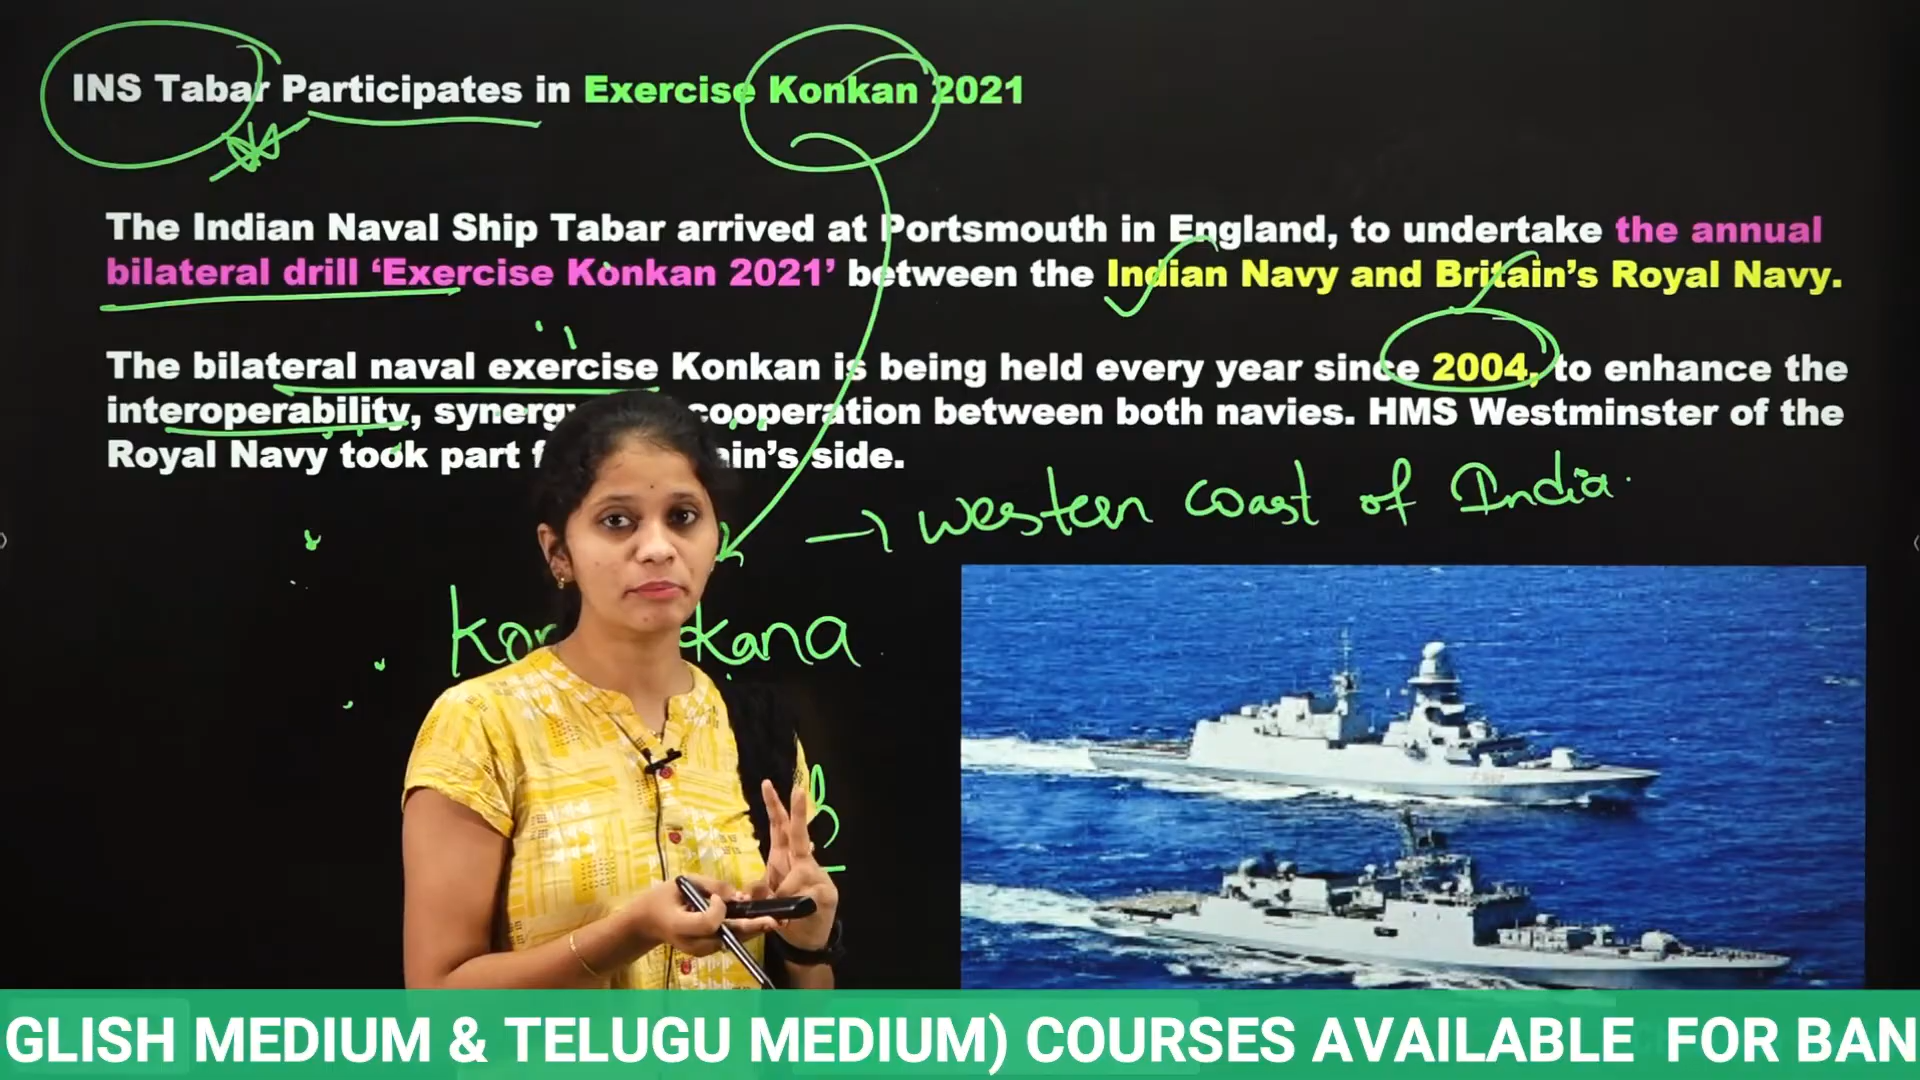 INS Tabar Participates in Exercise Konkan 2021
The Indian Naval Ship Tabar arrived at Portsmouth in England, to undertake the annual
bilateral drill ‘Exercise Konkan 2021’ between the Indian Navy and Britain’s Royal Navy.
The bilateral naval exercise Konkan is being held every year since 2004, to enhance the
interoperability, synergy cooperation between both navies. HMS Westminster of the
Royal Navy took part side.
→ western coast of India.
kana
GLISH MEDIUM & TELUGU MEDIUM) COURSES AVAILABLE FOR BAN